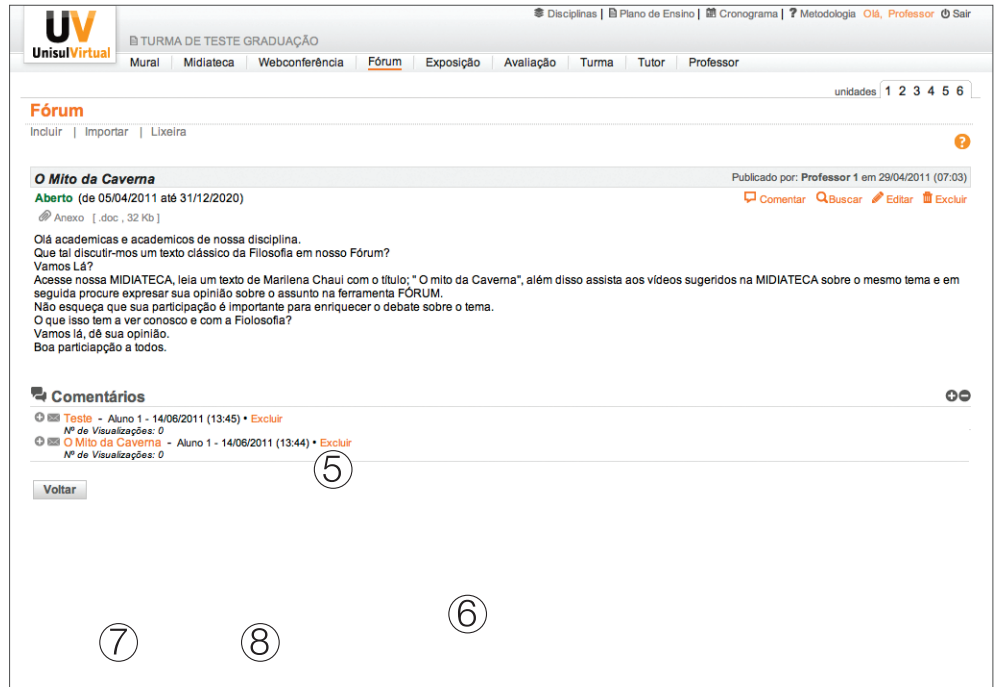 Disciplinas | Plano de Ensino | Cronograma | ? Metodologia Olá, Professor Sair
UV
UnisulVirtual
TURMA DE TESTE GRADUAÇÃO
Mural | Midiateca | Webconferência | Fórum | Exposição | Avaliação | Turma | Tutor | Professor
unidades 1 2 3 4 5 6
Fórum
Incluir | Importar | Lixeira
?
O Mito da Caverna Publicado por: Professor 1 em 29/04/2011 (07:03)
Aberto (de 05/04/2011 até 31/12/2020) Comentar Buscar Editar Excluir
Anexo [ .doc , 32 Kb ]
Olá academicas e academicos de nossa disciplina.
Que tal discutir-mos um texto clássico da Filosofia em nosso Fórum?
Vamos Lá?
Acesse nossa MIDIATECA, leia um texto de Marilena Chaui com o título; " O mito da Caverna", além disso assista aos vídeos sugeridos na MIDIATECA sobre o mesmo tema e em
seguida procure expresar sua opinião sobre o assunto na ferramenta FÓRUM.
Não esqueça que sua participação é importante para enriquecer o debate sobre o tema.
O que isso tem a ver conosco e com a Fiolosofia?
Vamos lá, dê sua opinião.
Boa particiapção a todos.
Comentários
Teste - Aluno 1 - 14/06/2011 (13:45) • Excluir
Nº de Visualizações: 0
O Mito da Caverna - Aluno 1 - 14/06/2011 (13:44) • Excluir
Nº de Visualizações: 0
⑤
Voltar
⑥
⑦ ⑧